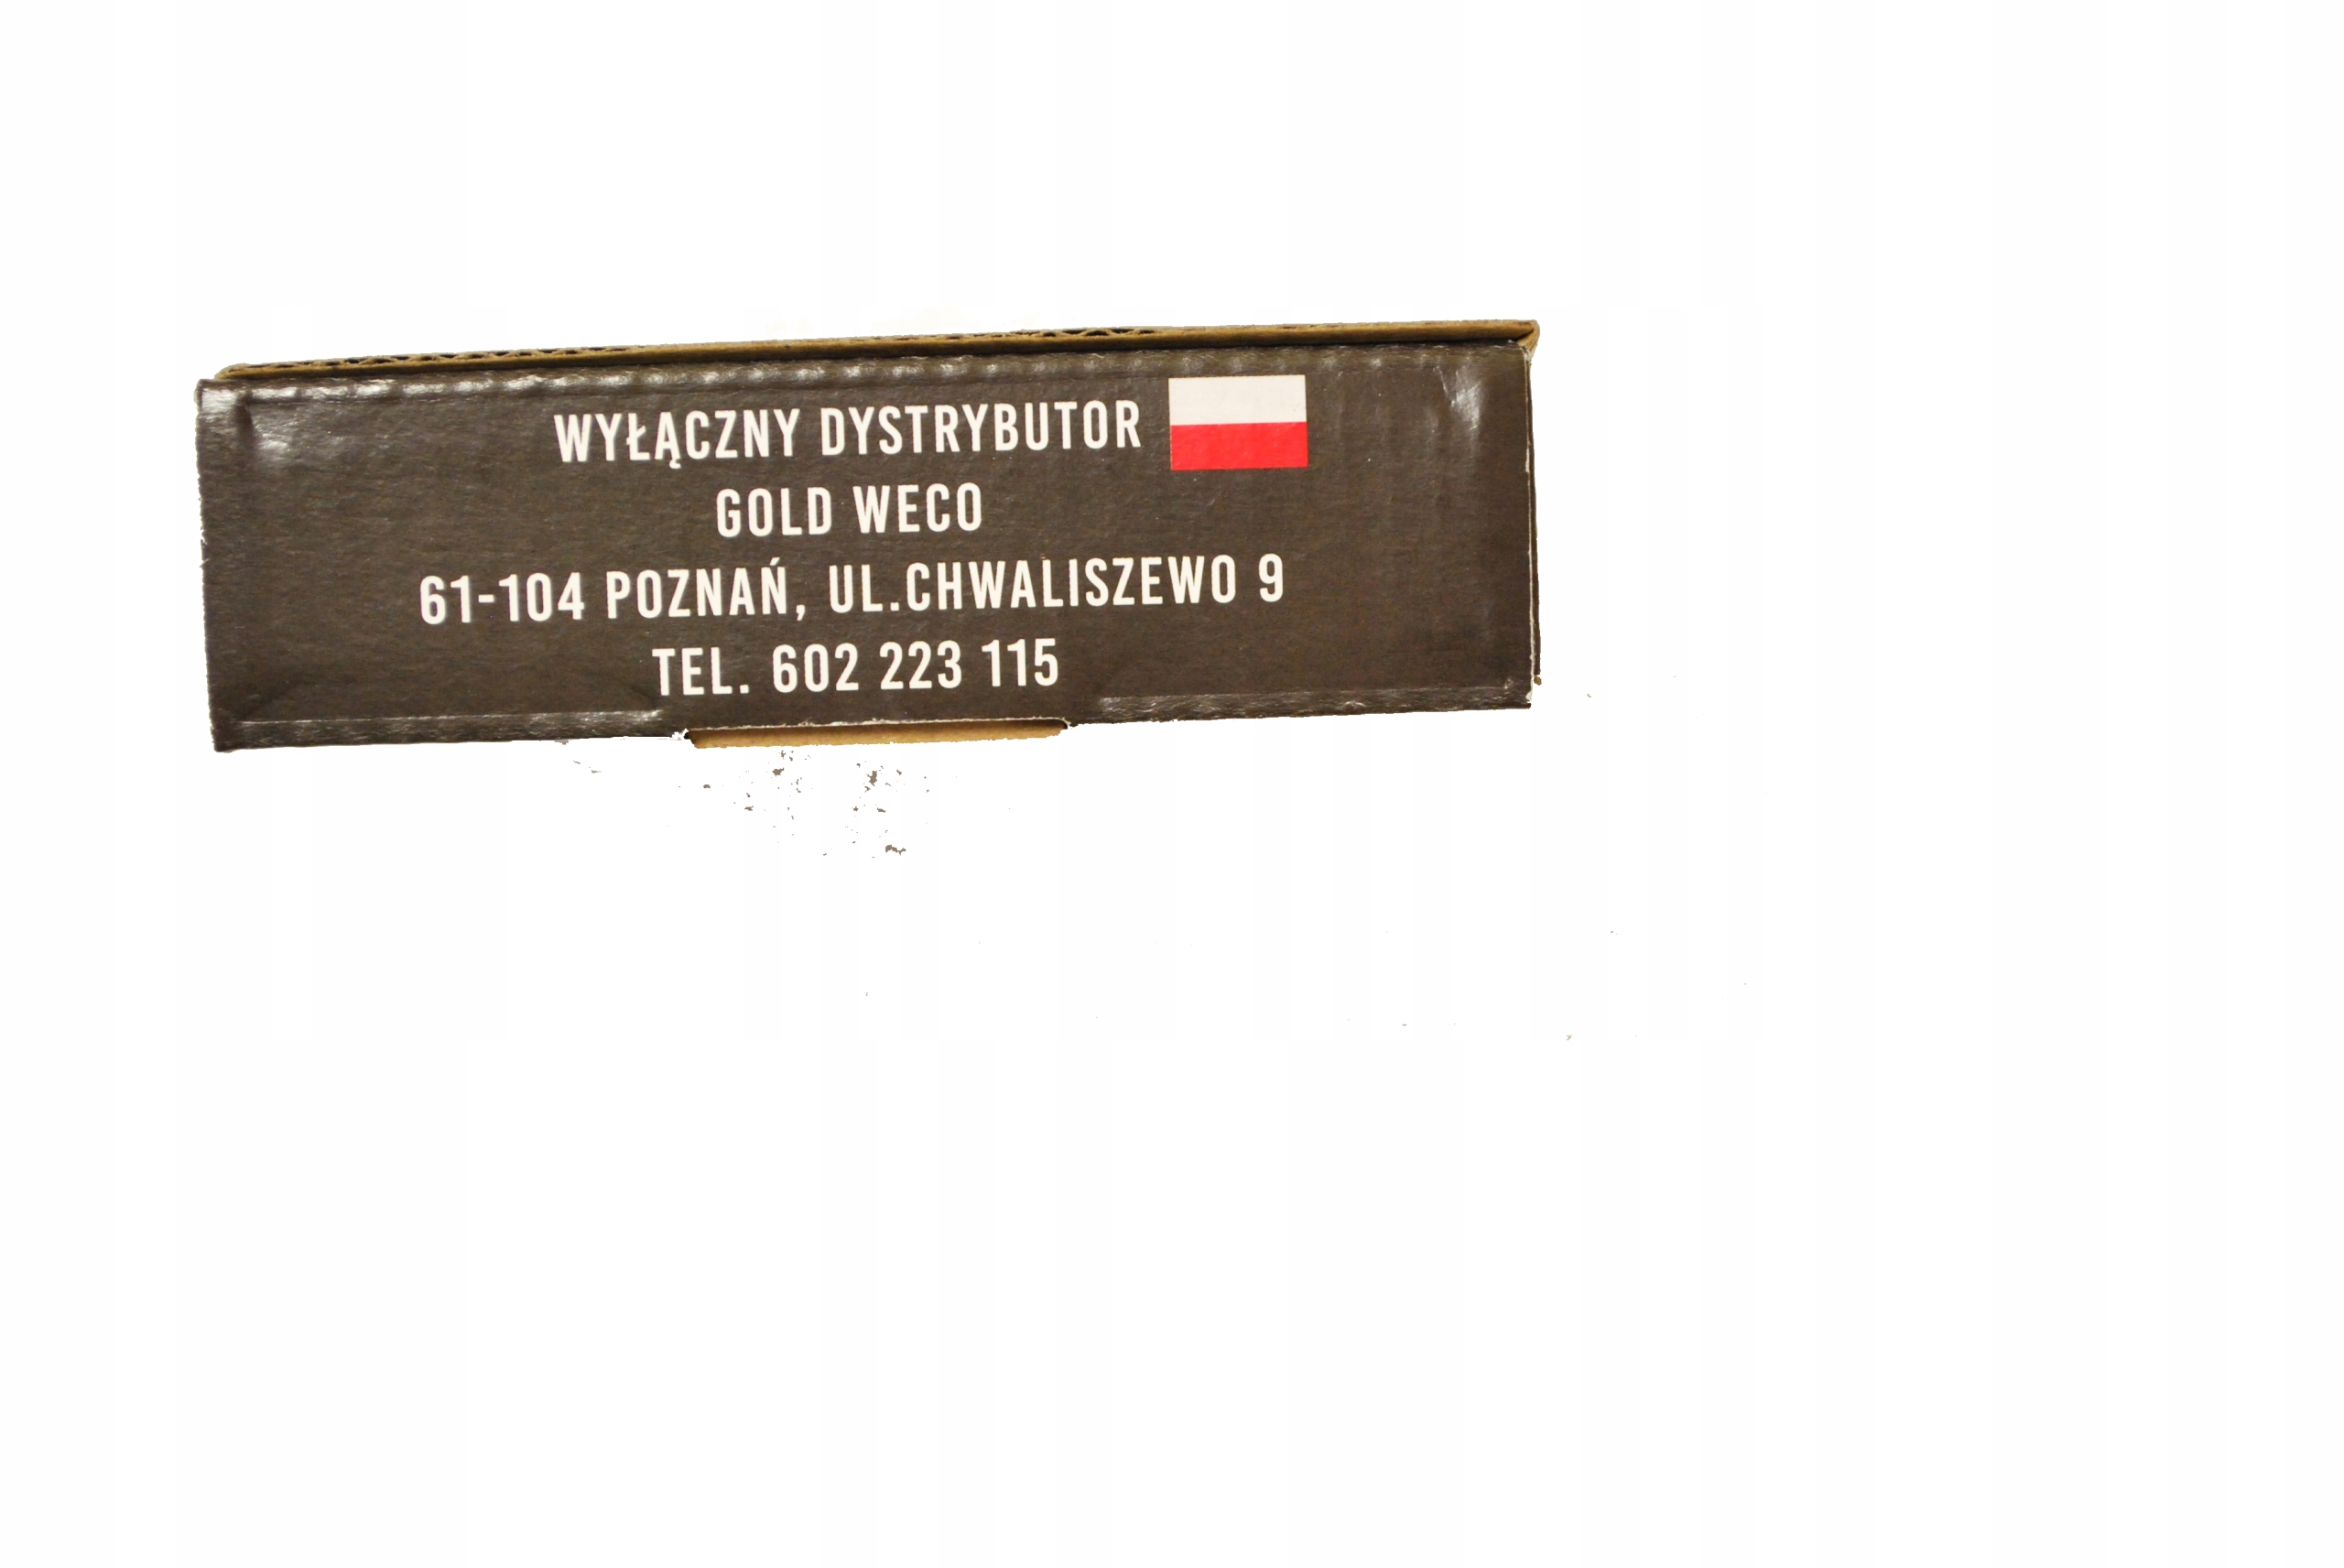 WYŁĄCZNY DYSTRYBUTOR
GOLD WECO
61-104 POZNAŃ, UL.CHWALISZEWO 9
TEL. 602 223 115